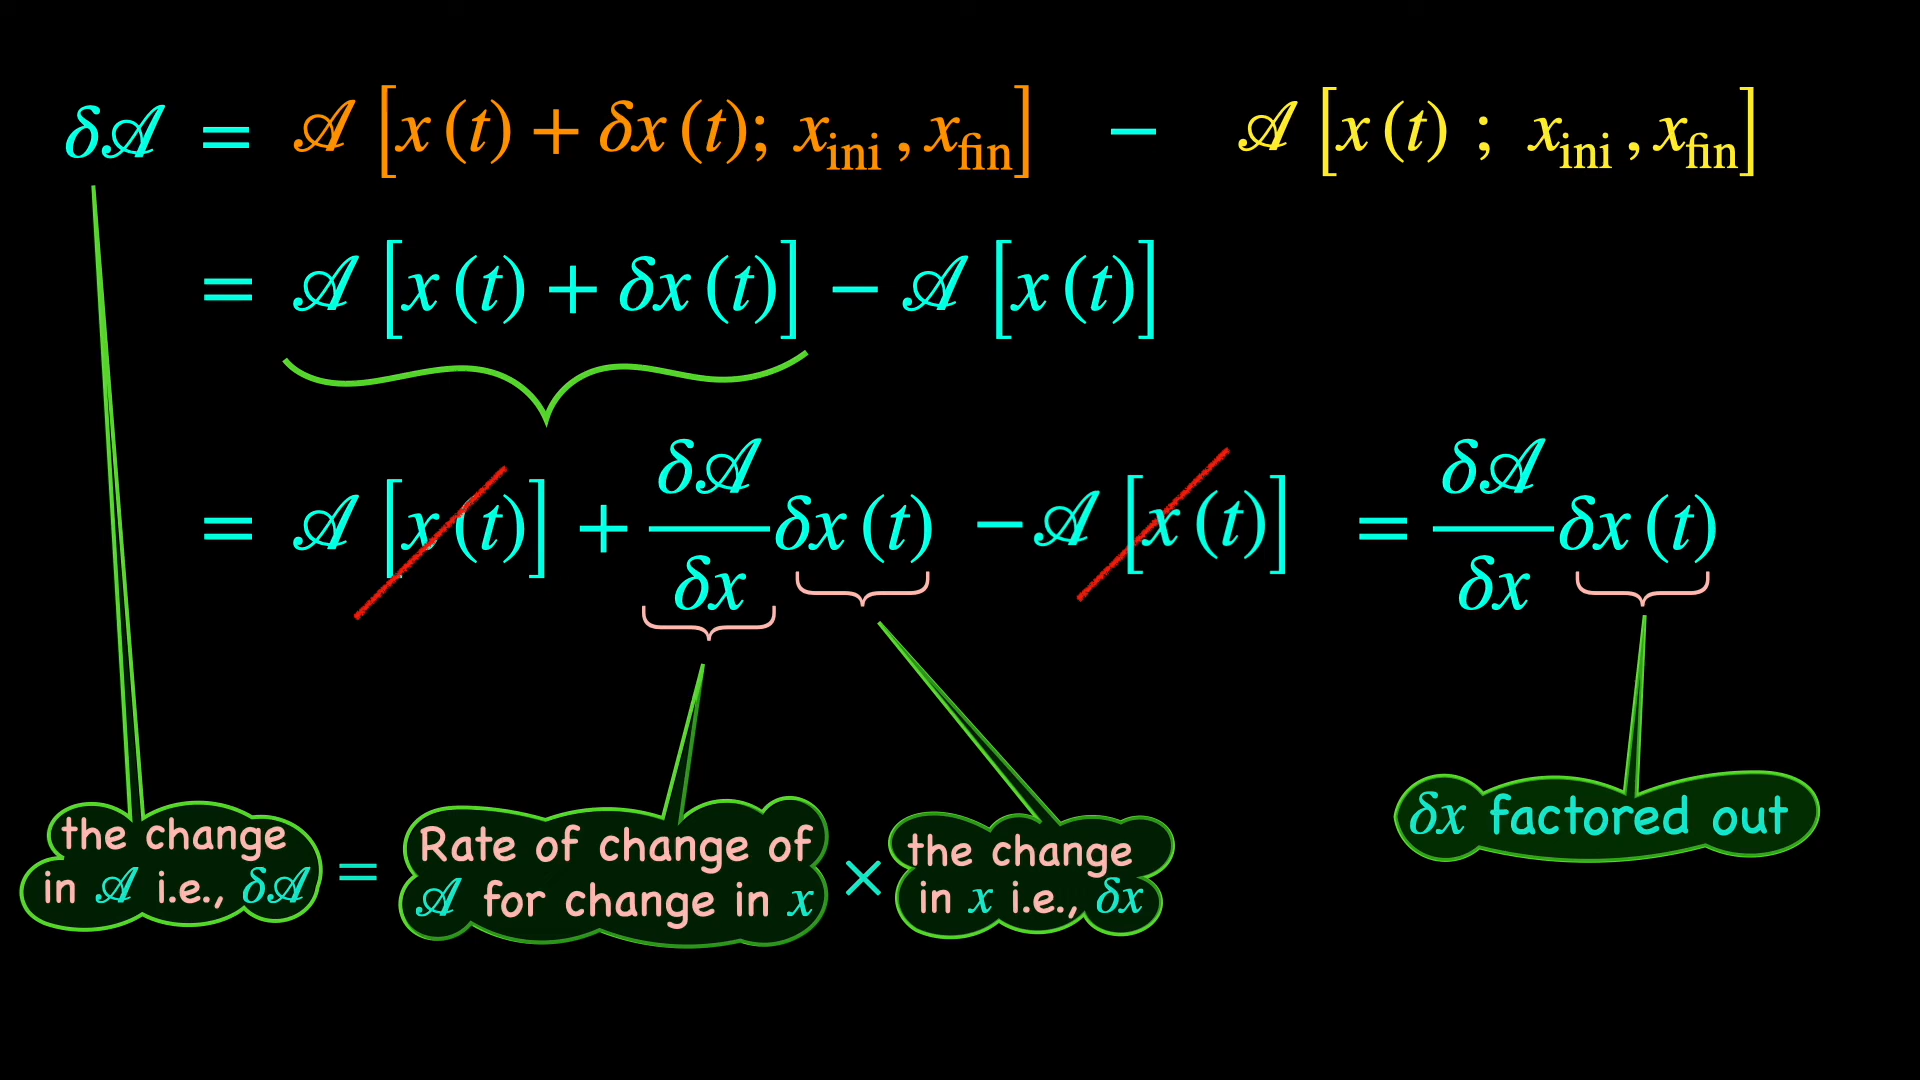 δ𝒜 = 𝒜 [x (t) + δx (t); x_ini , x_fin] − 𝒜 [x (t) ; x_ini , x_fin]
= 𝒜 [x (t) + δx (t)] − 𝒜 [x (t)]
= 𝒜 [x (t)] + δ𝒜/δx δx (t) − 𝒜 [x (t)] = δ𝒜/δx δx (t)
the change
in 𝒜 i.e., δ𝒜
=
Rate of change of
𝒜 for change in x
×
the change
in x i.e., δx
δx factored out